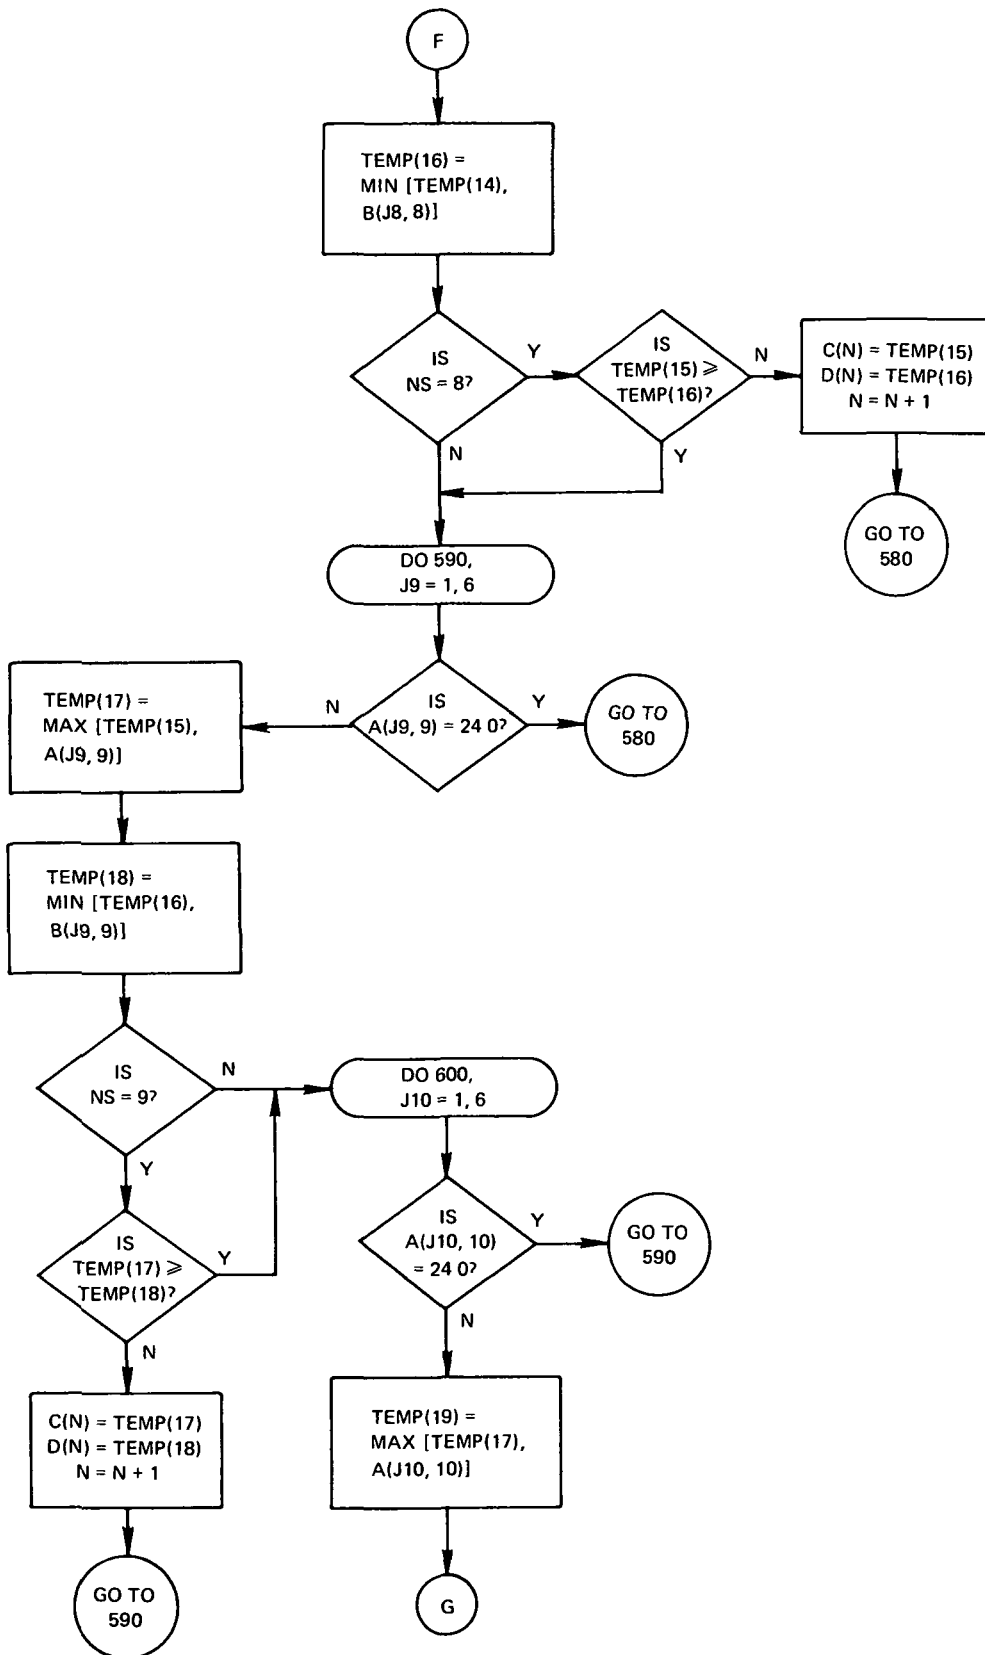 F
TEMP(16) =
MIN [TEMP(14),
B(J8, 8)]
IS
NS = 8?
Y
N
IS
TEMP(15) ⩾
TEMP(16)?
N
Y
C(N) = TEMP(15)
D(N) = TEMP(16)
N = N + 1
GO TO
580
DO 590,
J9 = 1, 6
IS
A(J9, 9) = 24 0?
N
Y
GO TO
580
TEMP(17) =
MAX [TEMP(15),
A(J9, 9)]
TEMP(18) =
MIN [TEMP(16),
B(J9, 9)]
IS
NS = 9?
N
Y
IS
TEMP(17) ⩾
TEMP(18)?
Y
N
C(N) = TEMP(17)
D(N) = TEMP(18)
N = N + 1
GO TO
590
DO 600,
J10 = 1, 6
IS
A(J10, 10)
= 24 0?
Y
N
GO TO
590
TEMP(19) =
MAX [TEMP(17),
A(J10, 10)]
G